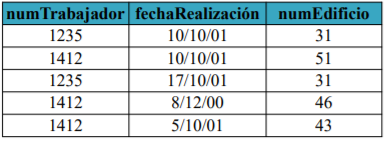 numTrabajador fechaRealización numEdificio
1235 10/10/01 31
1412 10/10/01 51
1235 17/10/01 31
1412 8/12/00 46
1412 5/10/01 43